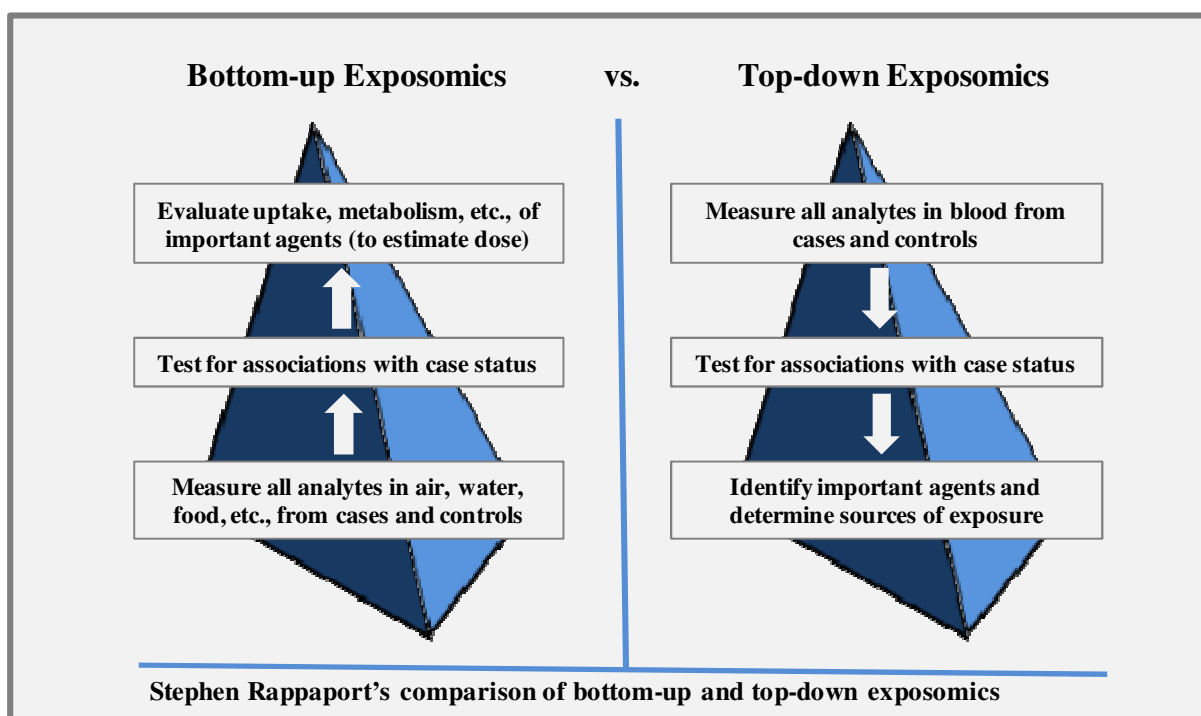 Bottom-up Exposomics vs. Top-down Exposomics
Evaluate uptake, metabolism, etc., of
important agents (to estimate dose)
Test for associations with case status
Measure all analytes in air, water,
food, etc., from cases and controls
Measure all analytes in blood from
cases and controls
Test for associations with case status
Identify important agents and
determine sources of exposure
Stephen Rappaport's comparison of bottom-up and top-down exposomics